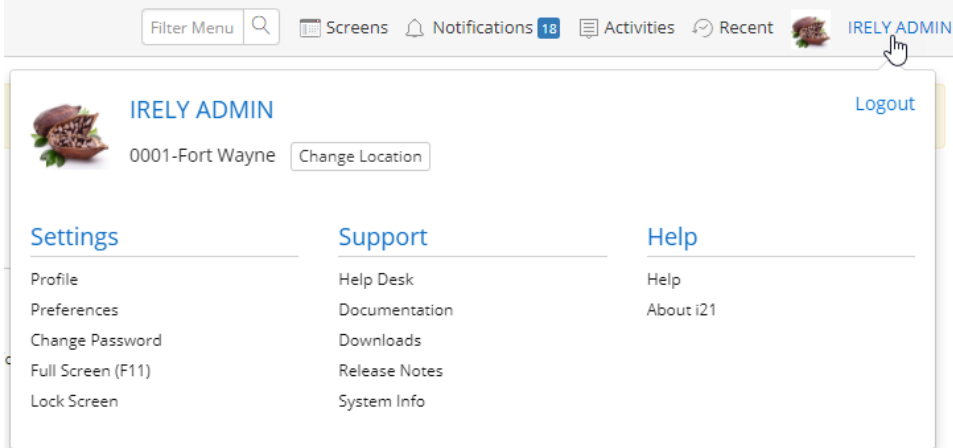 Filter Menu Screens Notifications 18 Activities Recent IRELY ADMIN
IRELY ADMIN
Logout
0001-Fort Wayne Change Location
Settings Support Help
Profile Help Desk Help
Preferences Documentation About i21
Change Password Downloads
Full Screen (F11) Release Notes
Lock Screen System Info